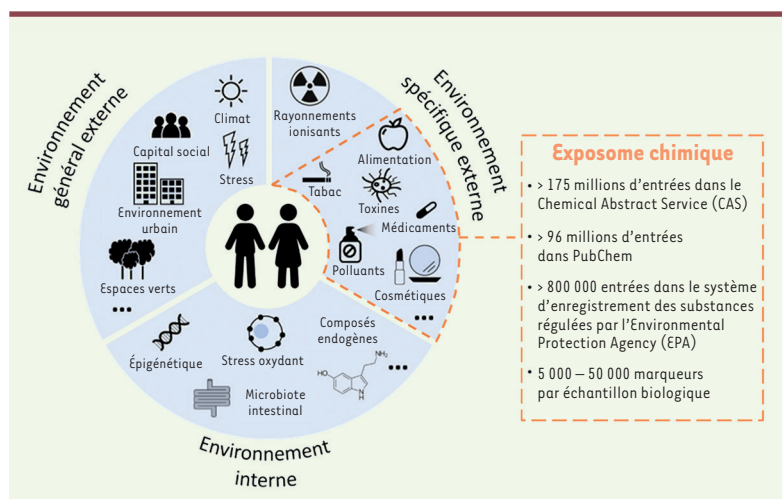 Environnement
général externe
Climat
Capital social
Stress
Environnement
urbain
Espaces verts
...
Environnement
spécifique externe
Rayonnements
ionisants
Alimentation
Tabac
Toxines
Médicaments
Polluants
Cosmétiques
...
Environnement
interne
Épigénétique
Stress oxydant
Composés
endogènes
...
Microbiote
intestinal
HO
NH₂
N
H
Exposome chimique
• > 175 millions d’entrées dans le
Chemical Abstract Service (CAS)
• > 96 millions d’entrées
dans PubChem
• > 800 000 entrées dans le système
d’enregistrement des substances
régulées par l’Environmental
Protection Agency (EPA)
• 5 000 – 50 000 marqueurs
par échantillon biologique